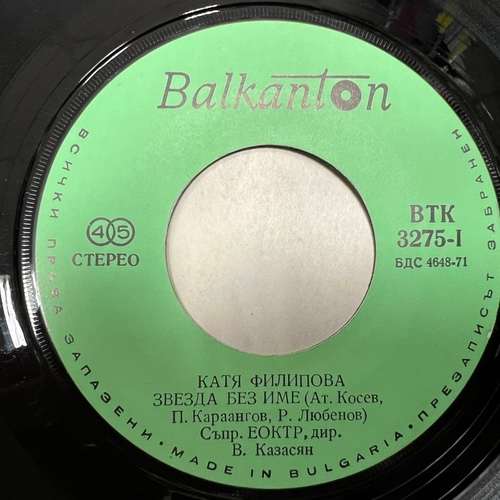 Balkanton
ВСИЧКИ ПРАВА ЗАПАЗЕНИ • MADE IN BULGARIA • ПРЕЗАПИСЪТ ЗАБРАНЕН
45
СТЕРЕО
ВТК
3275-I
БДС 4648-71
КАТЯ ФИЛИПОВА
ЗВЕЗДА БЕЗ ИМЕ (Ат. Косев,
П. Караангов, Р. Любенов)
Съпр. ЕОКТР, дир.
В. Казасян